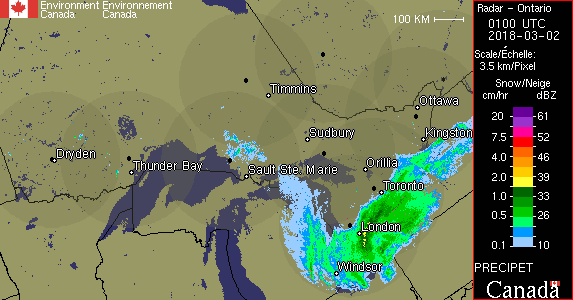 Environment Environnement
Canada Canada
100 KM
Timmins
Ottawa
Sudbury
Kingston
Dryden
Thunder Bay
Sault Ste. Marie
Orillia
Toronto
London
Windsor
Radar - Ontario
0100 UTC
2018-03-02
Scale/Échelle:
3.5 km/Pixel
Snow/Neige
cm/hr dBZ
20 61
7.5 52
4.0 46
2.0 39
1.0 33
0.5 26
0.1 10
PRECIPET
Canada